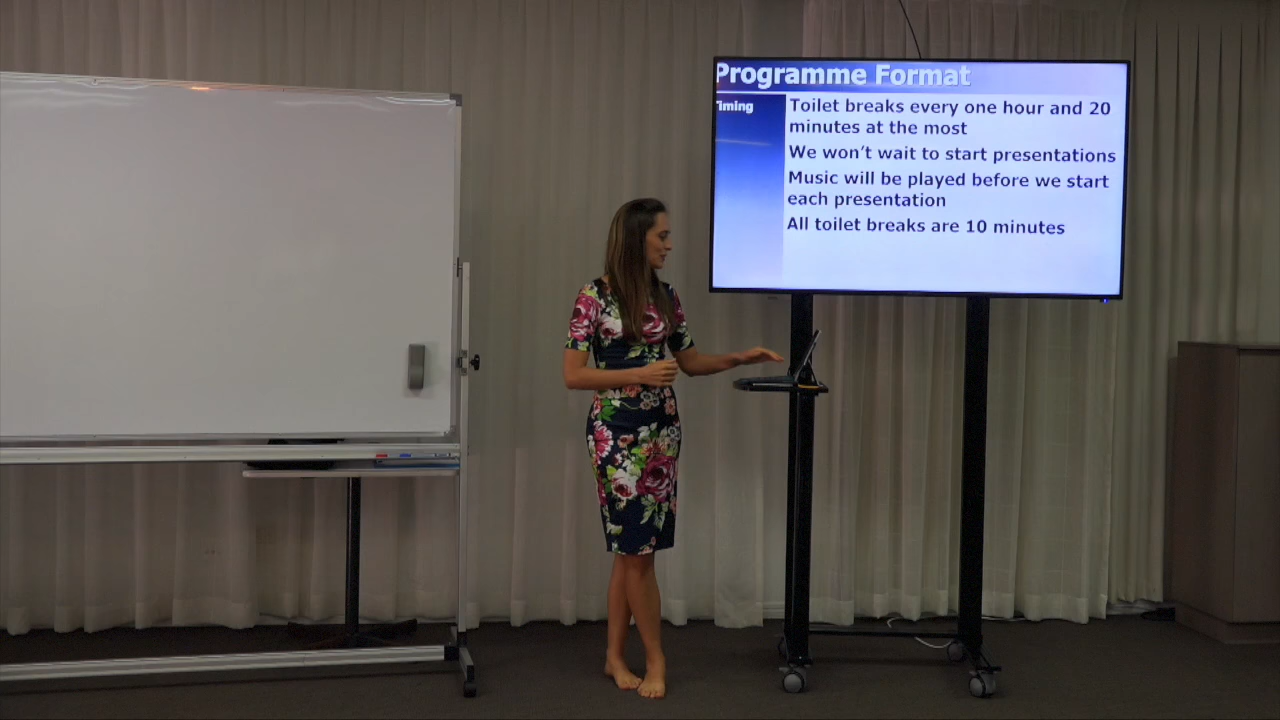 Programme Format
Timing
Toilet breaks every one hour and 20
minutes at the most
We won't wait to start presentations
Music will be played before we start
each presentation
All toilet breaks are 10 minutes